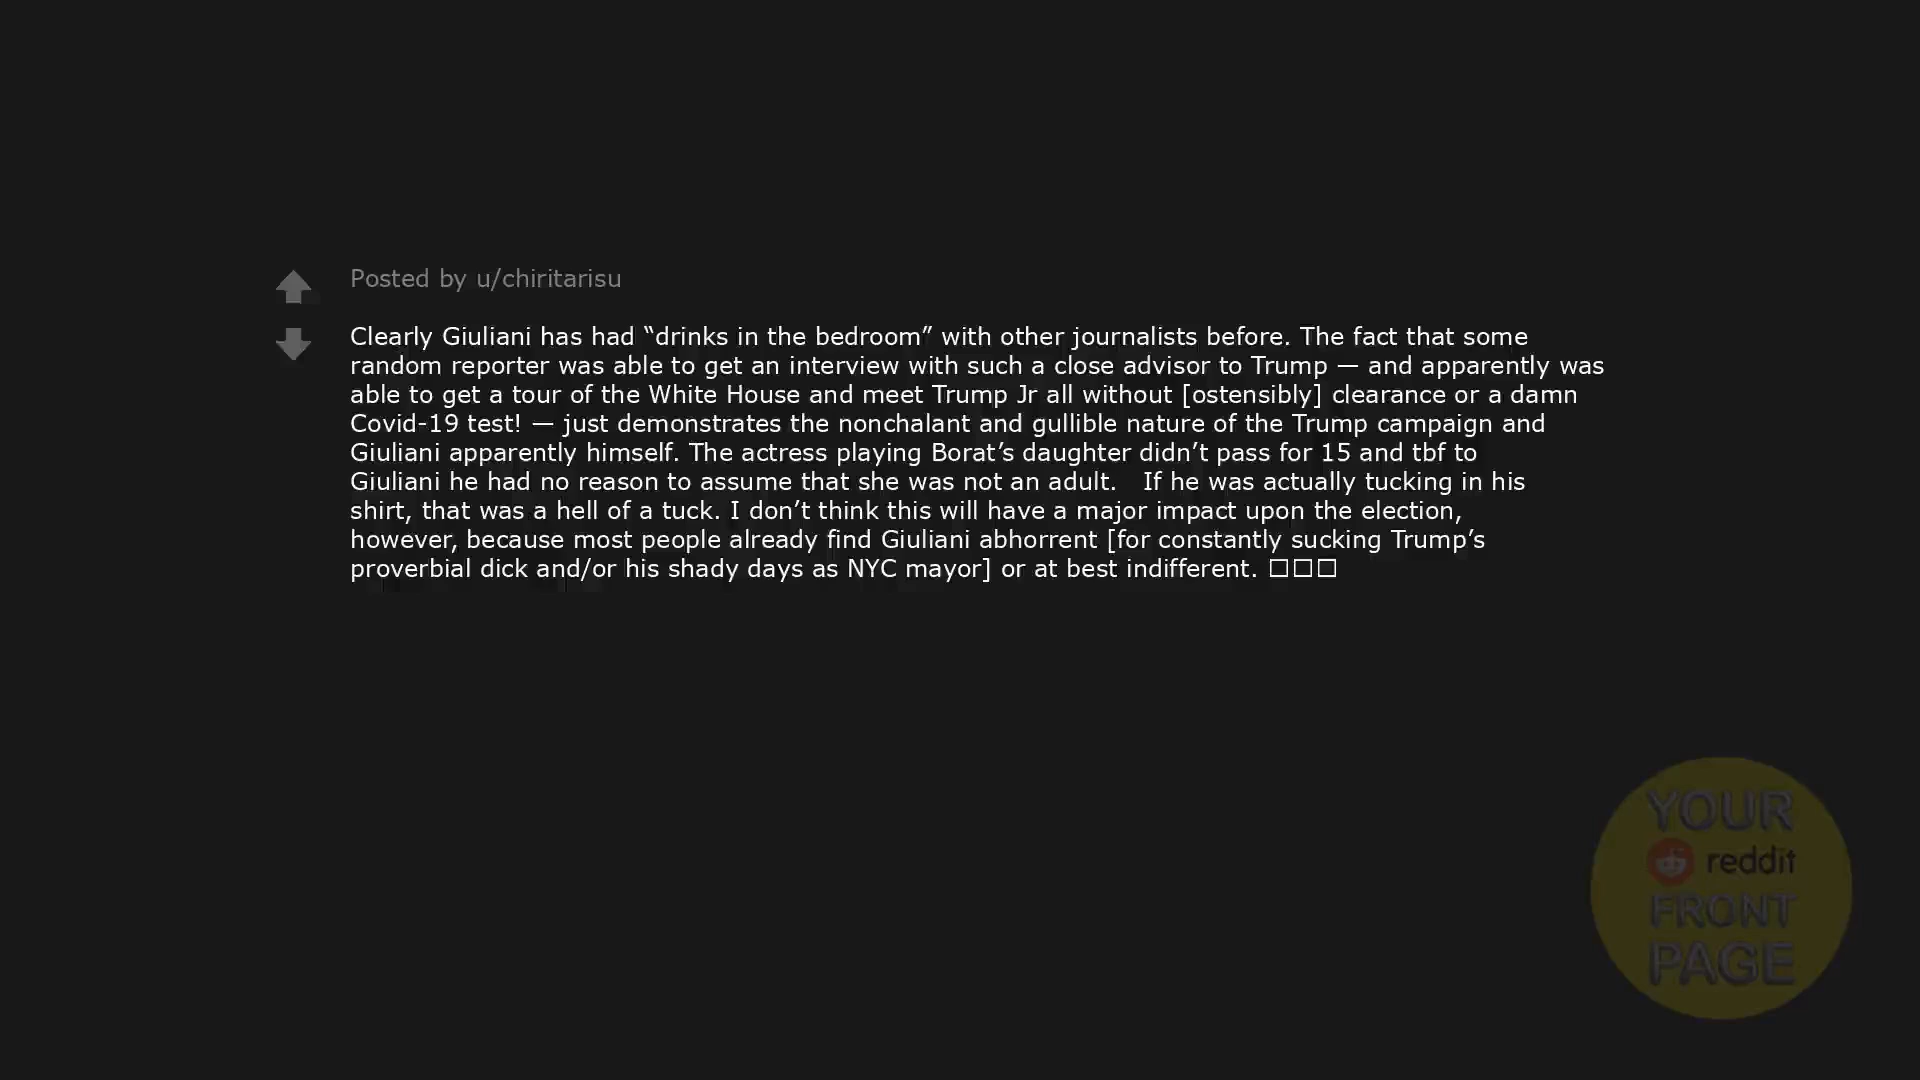 Posted by u/chiritarisu
Clearly Giuliani has had “drinks in the bedroom” with other journalists before. The fact that some
random reporter was able to get an interview with such a close advisor to Trump — and apparently was
able to get a tour of the White House and meet Trump Jr all without [ostensibly] clearance or a damn
Covid-19 test! — just demonstrates the nonchalant and gullible nature of the Trump campaign and
Giuliani apparently himself. The actress playing Borat’s daughter didn’t pass for 15 and tbf to
Giuliani he had no reason to assume that she was not an adult.   If he was actually tucking in his
shirt, that was a hell of a tuck. I don’t think this will have a major impact upon the election,
however, because most people already find Giuliani abhorrent [for constantly sucking Trump’s
proverbial dick and/or his shady days as NYC mayor] or at best indifferent. □□□
YOUR
reddit
FRONT
PAGE